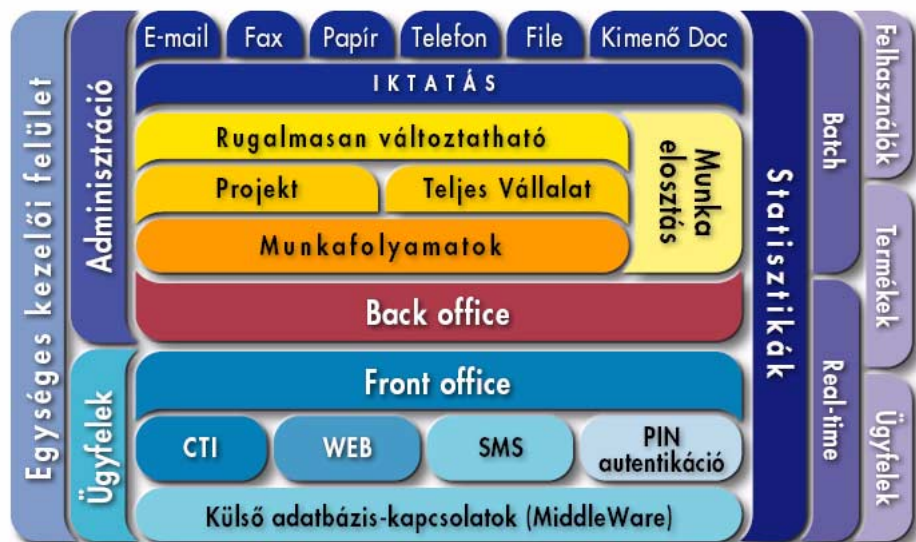 Egységes kezelői felület
Adminisztráció
Ügyfelek
E-mail
Fax
Papír
Telefon
File
Kimenő Doc
IKTATÁS
Rugalmasan változtatható
Projekt
Teljes Vállalat
Munkafolyamatok
Munka
elosztás
Back office
Front office
CTI
WEB
SMS
PIN
autentikáció
Külső adatbázis-kapcsolatok (MiddleWare)
Statisztikák
Batch
Real-time
Felhasználók
Termékek
Ügyfelek